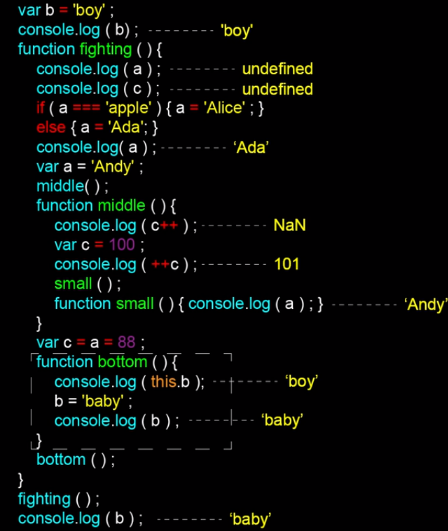 var b = 'boy' ;
console.log ( b) ; -------- 'boy'
function fighting ( ) {
console.log ( a ) ; ----------- undefined
console.log ( c ) ; ----------- undefined
if ( a === 'apple' ) { a = 'Alice' ; }
else { a = 'Ada'; }
console.log( a ) ; --------- ‘Ada’
var a = 'Andy' ;
middle( ) ;
function middle ( ) {
console.log ( c++ ) ; --------- NaN
var c = 100 ;
console.log ( ++c ) ; --------- 101
small ( ) ;
function small ( ) { console.log ( a ) ; } --------- ‘Andy’
}
var c = a = 88 ;
function bottom ( ) {
console.log ( this.b ); --------- ‘boy’
b = 'baby' ;
console.log ( b ) ; --------- ‘baby’
}
bottom ( ) ;
}
fighting ( ) ;
console.log ( b ) ; --------- ‘baby’